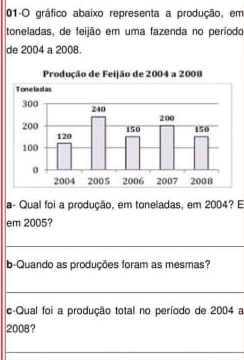 01-O gráfico abaixo representa a produção, em
toneladas, de feijão em uma fazenda no período
de 2004 a 2008.
Produção de Feijão de 2004 a 2008
Toneladas
300
240
200
200
150
150
120
100
0
2004 2005 2006 2007 2008
a- Qual foi a produção, em toneladas, em 2004? E
em 2005?
b-Quando as produções foram as mesmas?
c-Qual foi a produção total no período de 2004 a
2008?